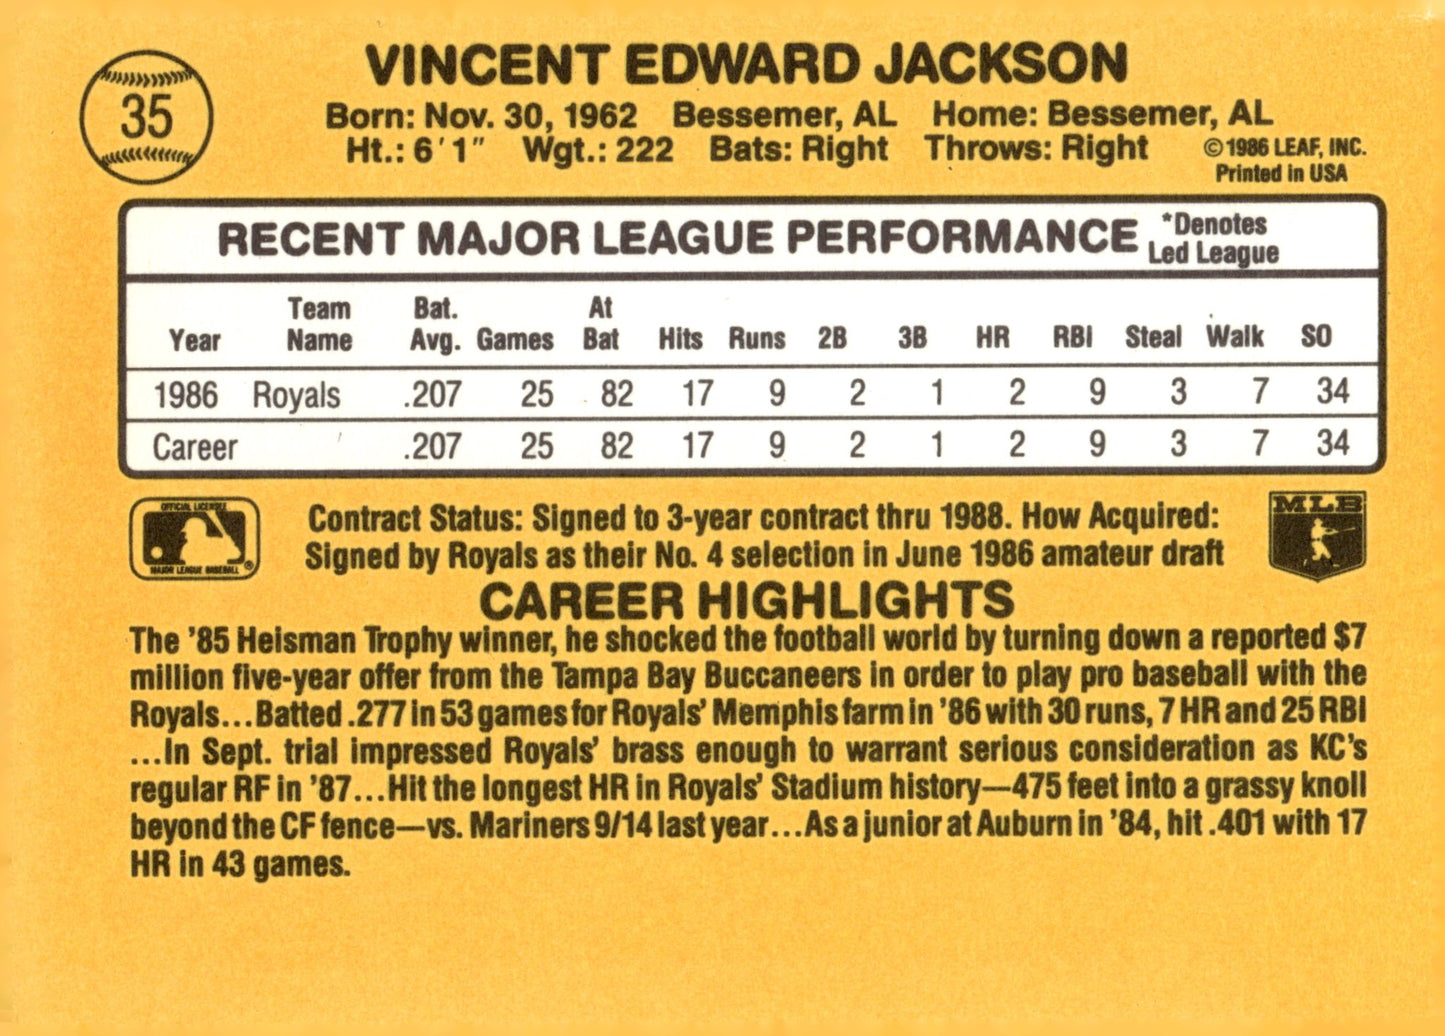 35
VINCENT EDWARD JACKSON
Born: Nov. 30, 1962 Bessemer, AL Home: Bessemer, AL
Ht.: 6'1" Wgt.: 222 Bats: Right Throws: Right ©1986 LEAF, INC.
Printed in USA
RECENT MAJOR LEAGUE PERFORMANCE *Denotes
Led League
Team Bat. At
Year Name Avg. Games Bat Hits Runs 2B 3B HR RBI Steal Walk SO
1986 Royals .207 25 82 17 9 2 1 2 9 3 7 34
Career .207 25 82 17 9 2 1 2 9 3 7 34
OFFICIAL LICENSEE
MAJOR LEAGUE BASEBALL ®
Contract Status: Signed to 3-year contract thru 1988. How Acquired:
Signed by Royals as their No. 4 selection in June 1986 amateur draft
MLB
CAREER HIGHLIGHTS
The '85 Heisman Trophy winner, he shocked the football world by turning down a reported $7
million five-year offer from the Tampa Bay Buccaneers in order to play pro baseball with the
Royals...Batted .277 in 53 games for Royals' Memphis farm in '86 with 30 runs, 7 HR and 25 RBI
...In Sept. trial impressed Royals' brass enough to warrant serious consideration as KC's
regular RF in '87...Hit the longest HR in Royals' Stadium history—475 feet into a grassy knoll
beyond the CF fence—vs. Mariners 9/14 last year...As a junior at Auburn in '84, hit .401 with 17
HR in 43 games.